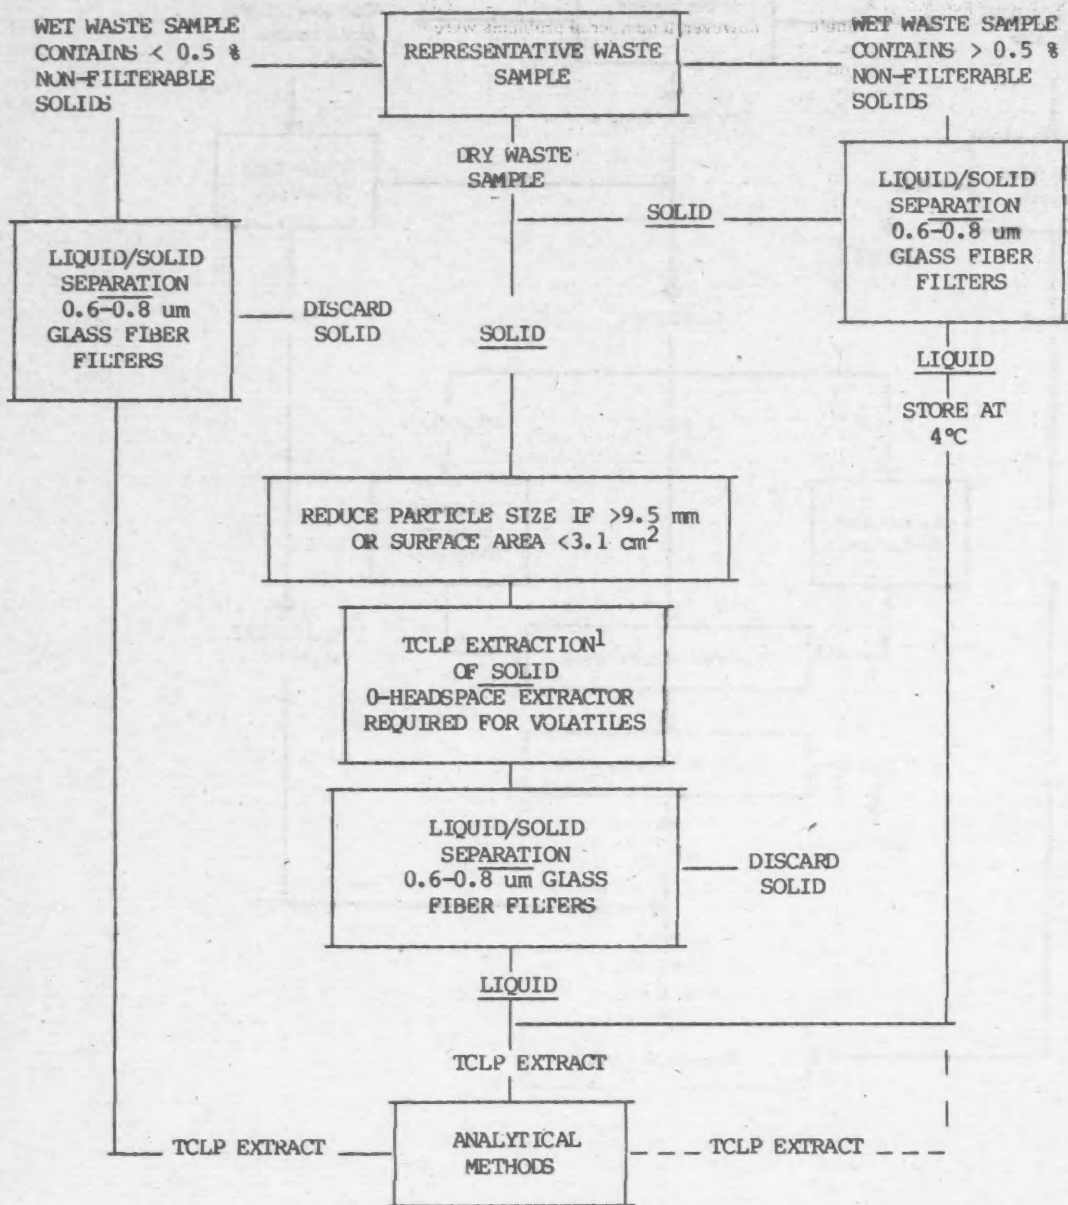 WET WASTE SAMPLE
CONTAINS < 0.5 %
NON-FILTERABLE
SOLIDS
REPRESENTATIVE WASTE
SAMPLE
WET WASTE SAMPLE
CONTAINS > 0.5 %
NON-FILTERABLE
SOLIDS
DRY WASTE
SAMPLE
LIQUID/SOLID
SEPARATION
0.6-0.8 um
GLASS FIBER
FILTERS
SOLID
LIQUID/SOLID
SEPARATION
0.6-0.8 um
GLASS FIBER
FILTERS
DISCARD
SOLID
SOLID
LIQUID
STORE AT
4°C
REDUCE PARTICLE SIZE IF >9.5 mm
OR SURFACE AREA <3.1 cm2
TCLP EXTRACTION1
OF SOLID
0-HEADSPACE EXTRACTOR
REQUIRED FOR VOLATILES
LIQUID/SOLID
SEPARATION
0.6-0.8 um GLASS
FIBER FILTERS
DISCARD
SOLID
LIQUID
TCLP EXTRACT
TCLP EXTRACT
ANALYTICAL
METHODS
TCLP EXTRACT